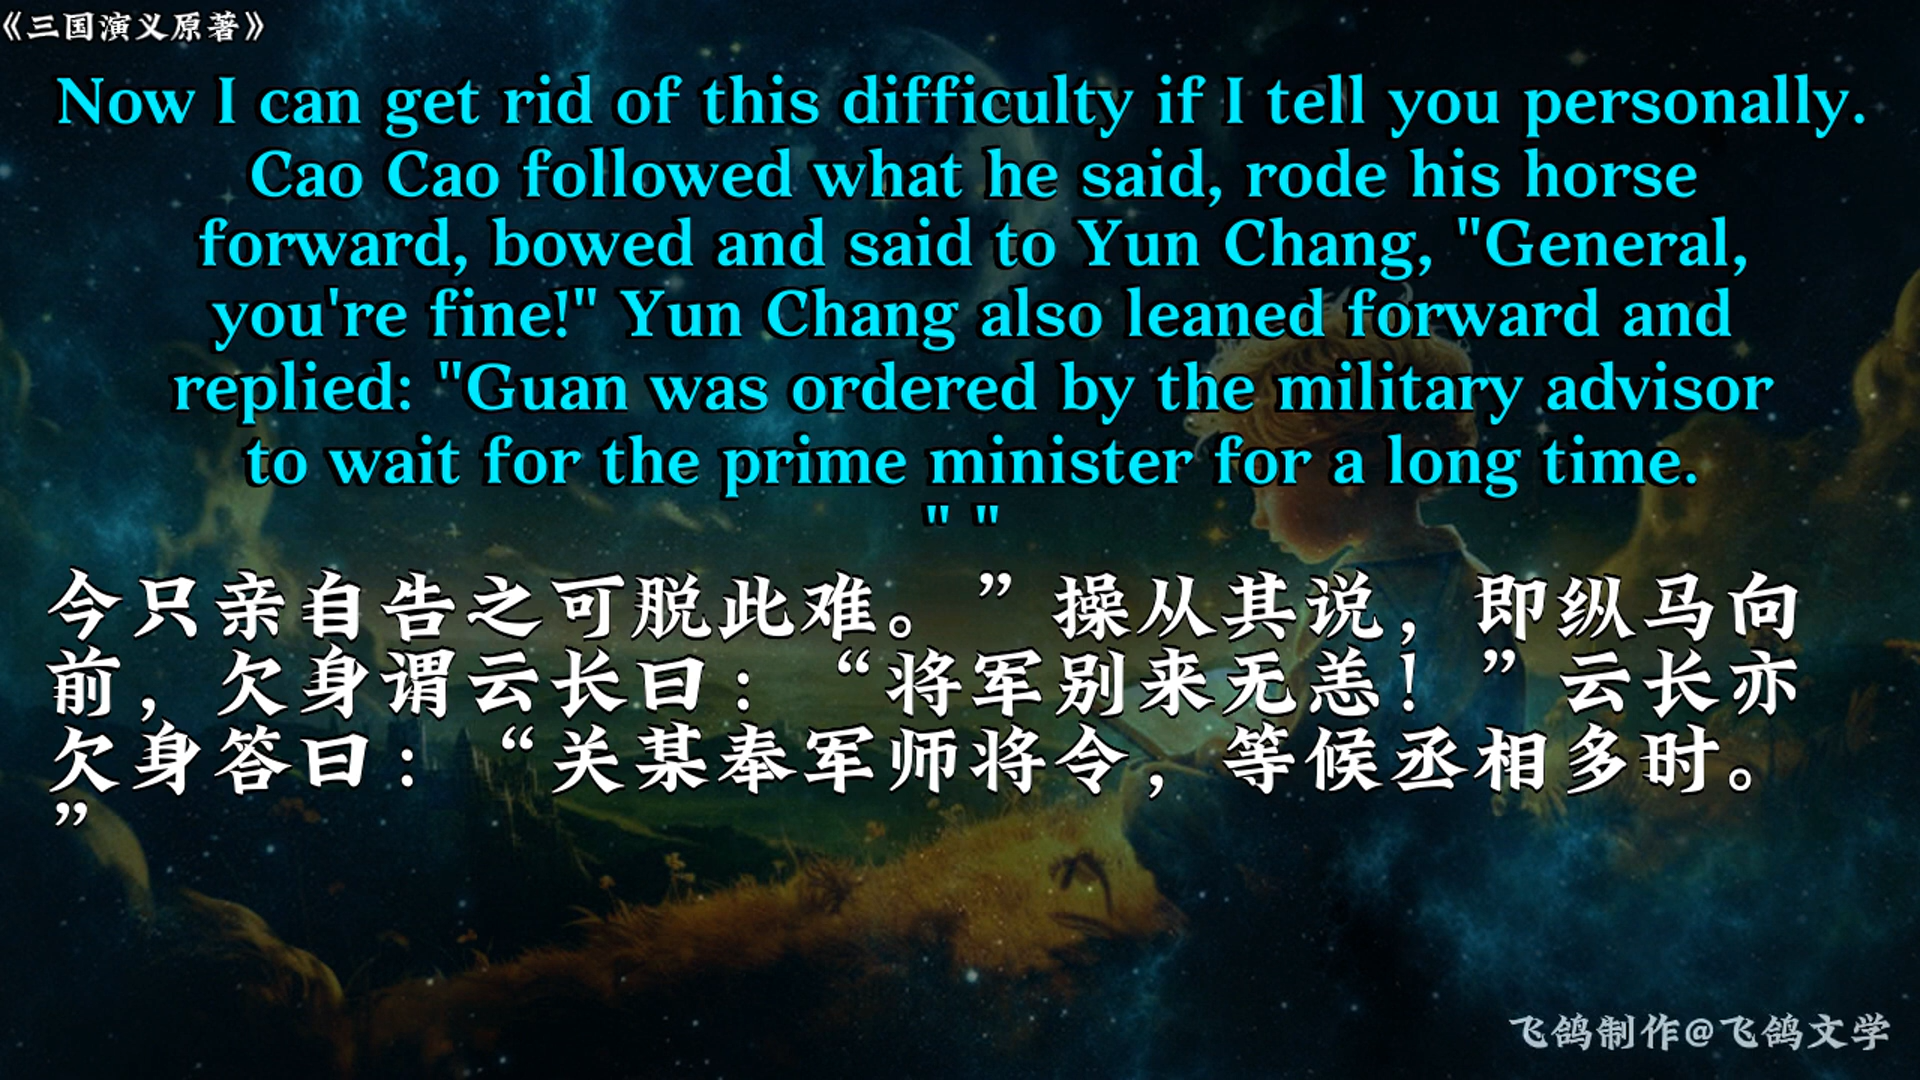 《三国演义原著》
Now I can get rid of this difficulty if I tell you personally.
Cao Cao followed what he said, rode his horse
forward, bowed and said to Yun Chang, "General,
you're fine!" Yun Chang also leaned forward and
replied: "Guan was ordered by the military advisor
to wait for the prime minister for a long time.
" "
今只亲自告之可脱此难。”操从其说，即纵马向
前，欠身谓云长曰：“将军别来无恙！”云长亦
欠身答曰：“关某奉军师将令，等候丞相多时。
”
飞鸽制作@飞鸽文学